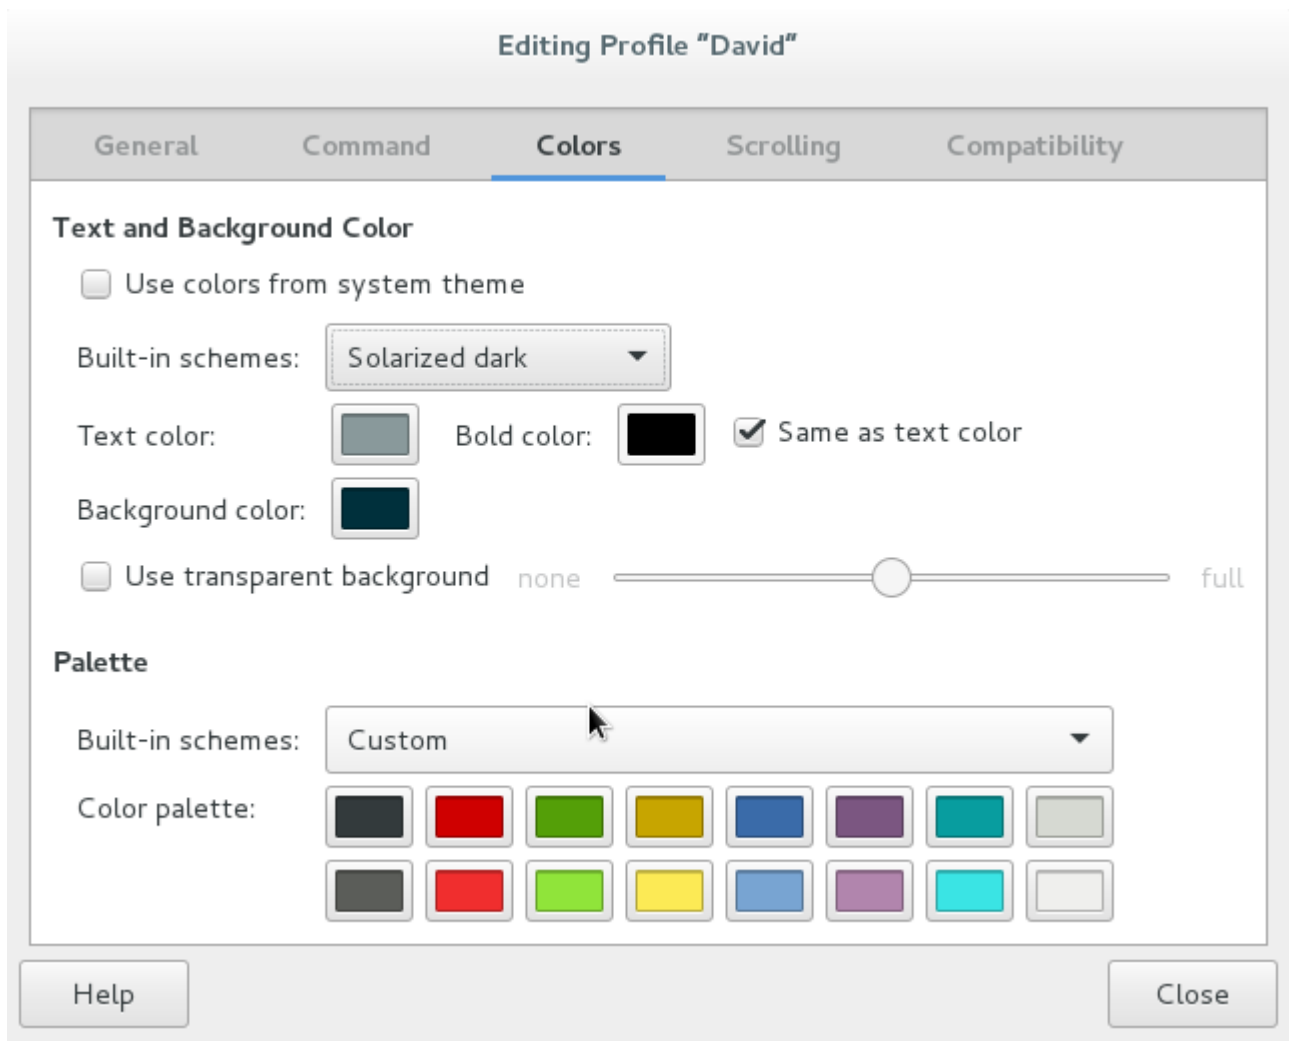 Editing Profile "David"
General Command Colors Scrolling Compatibility
Text and Background Color
Use colors from system theme
Built-in schemes: Solarized dark
Text color: Bold color: Same as text color
Background color:
Use transparent background none full
Palette
Built-in schemes: Custom
Color palette:
Help Close